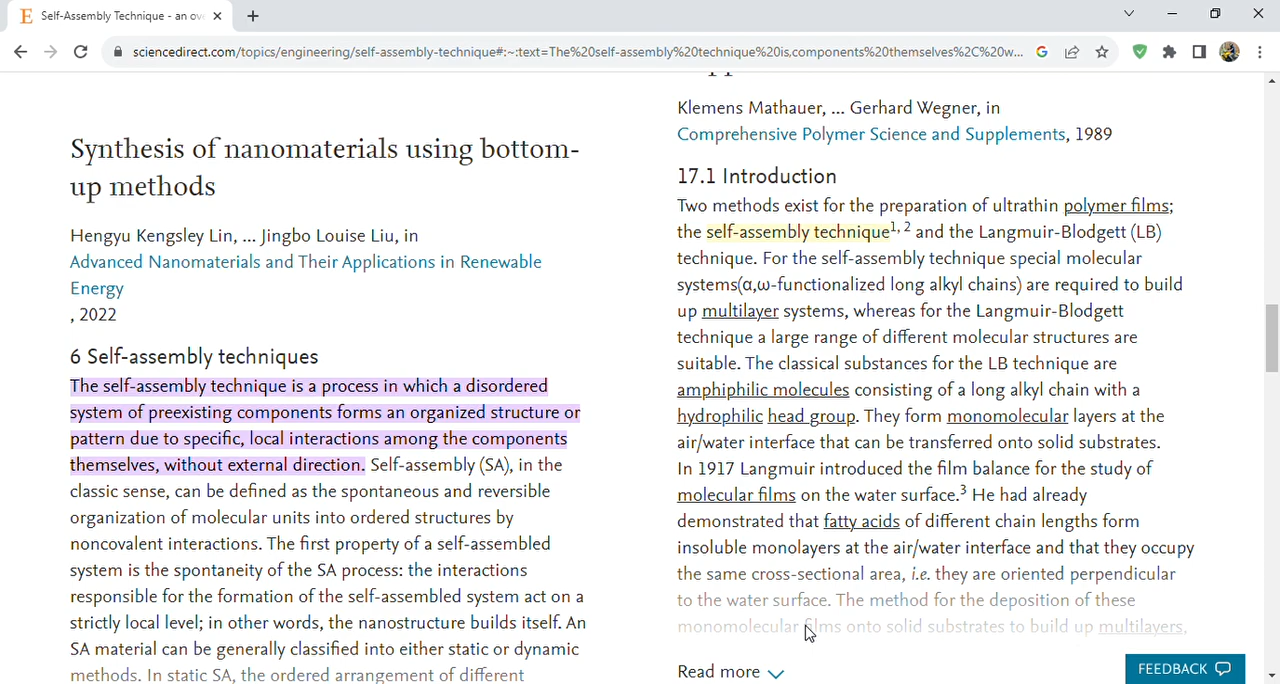 Self-Assembly Technique - an ov
sciencedirect.com/topics/engineering/self-assembly-technique#:~:text=The%20self-assembly%20technique%20is,components%20themselves%2C%20w...
Synthesis of nanomaterials using bottom-
up methods
Hengyu Kengsley Lin, ... Jingbo Louise Liu, in
Advanced Nanomaterials and Their Applications in Renewable
Energy
, 2022
6 Self-assembly techniques
The self-assembly technique is a process in which a disordered
system of preexisting components forms an organized structure or
pattern due to specific, local interactions among the components
themselves, without external direction. Self-assembly (SA), in the
classic sense, can be defined as the spontaneous and reversible
organization of molecular units into ordered structures by
noncovalent interactions. The first property of a self-assembled
system is the spontaneity of the SA process: the interactions
responsible for the formation of the self-assembled system act on a
strictly local level; in other words, the nanostructure builds itself. An
SA material can be generally classified into either static or dynamic
methods. In static SA, the ordered arrangement of different
Klemens Mathauer, ... Gerhard Wegner, in
Comprehensive Polymer Science and Supplements, 1989
17.1 Introduction
Two methods exist for the preparation of ultrathin polymer films;
the self-assembly technique1, 2 and the Langmuir-Blodgett (LB)
technique. For the self-assembly technique special molecular
systems(α,ω-functionalized long alkyl chains) are required to build
up multilayer systems, whereas for the Langmuir-Blodgett
technique a large range of different molecular structures are
suitable. The classical substances for the LB technique are
amphiphilic molecules consisting of a long alkyl chain with a
hydrophilic head group. They form monomolecular layers at the
air/water interface that can be transferred onto solid substrates.
In 1917 Langmuir introduced the film balance for the study of
molecular films on the water surface.3 He had already
demonstrated that fatty acids of different chain lengths form
insoluble monolayers at the air/water interface and that they occupy
the same cross-sectional area, i.e. they are oriented perpendicular
to the water surface. The method for the deposition of these
monomolecular films onto solid substrates to build up multilayers,
Read more
FEEDBACK